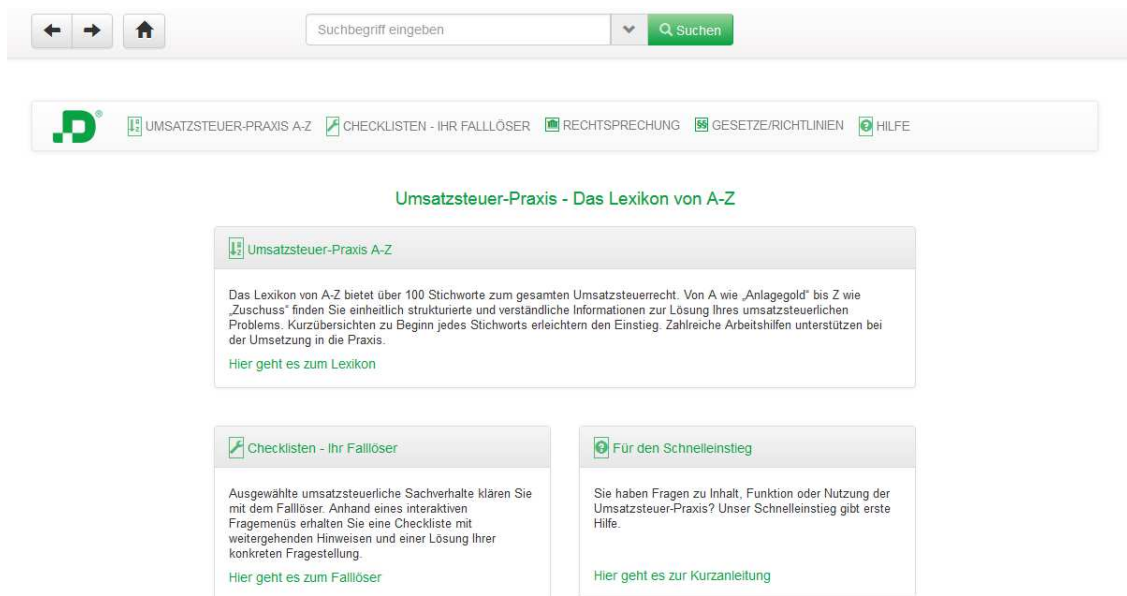 Suchbegriff eingeben
Suchen
UMSATZSTEUER-PRAXIS A-Z CHECKLISTEN - IHR FALLLÖSER RECHTSPRECHUNG §§ GESETZE/RICHTLINIEN ? HILFE
Umsatzsteuer-Praxis - Das Lexikon von A-Z
Umsatzsteuer-Praxis A-Z
Das Lexikon von A-Z bietet über 100 Stichworte zum gesamten Umsatzsteuerrecht. Von A wie „Anlagegold" bis Z wie
„Zuschuss" finden Sie einheitlich strukturierte und verständliche Informationen zur Lösung Ihres umsatzsteuerlichen
Problems. Kurzübersichten zu Beginn jedes Stichworts erleichtern den Einstieg. Zahlreiche Arbeitshilfen unterstützen bei
der Umsetzung in die Praxis.
Hier geht es zum Lexikon
Checklisten - Ihr Falllöser
Ausgewählte umsatzsteuerliche Sachverhalte klären Sie
mit dem Falllöser. Anhand eines interaktiven
Fragemenüs erhalten Sie eine Checkliste mit
weitergehenden Hinweisen und einer Lösung Ihrer
konkreten Fragestellung.
Hier geht es zum Falllöser
? Für den Schnelleinstieg
Sie haben Fragen zu Inhalt, Funktion oder Nutzung der
Umsatzsteuer-Praxis? Unser Schnelleinstieg gibt erste
Hilfe.
Hier geht es zur Kurzanleitung